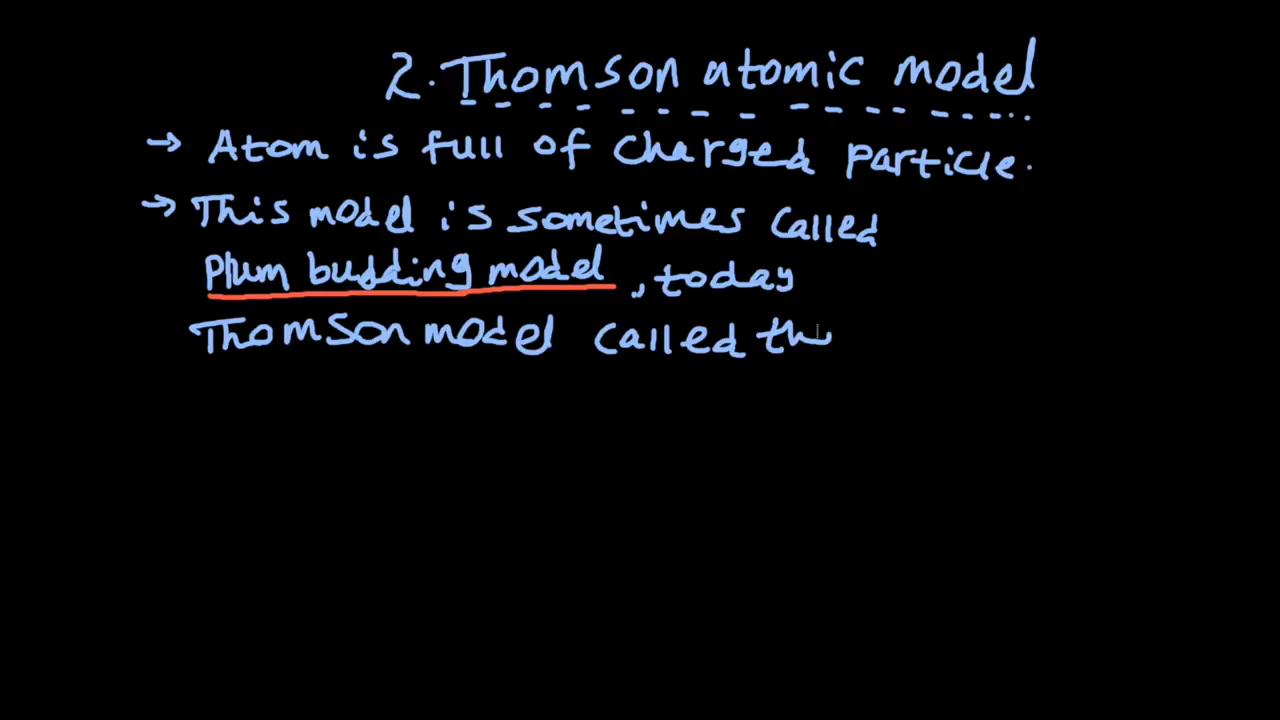 2. Thomson atomic model
→ Atom is full of charged particle.
→ This model is sometimes called
Plum budding model, today
Thomson model called th